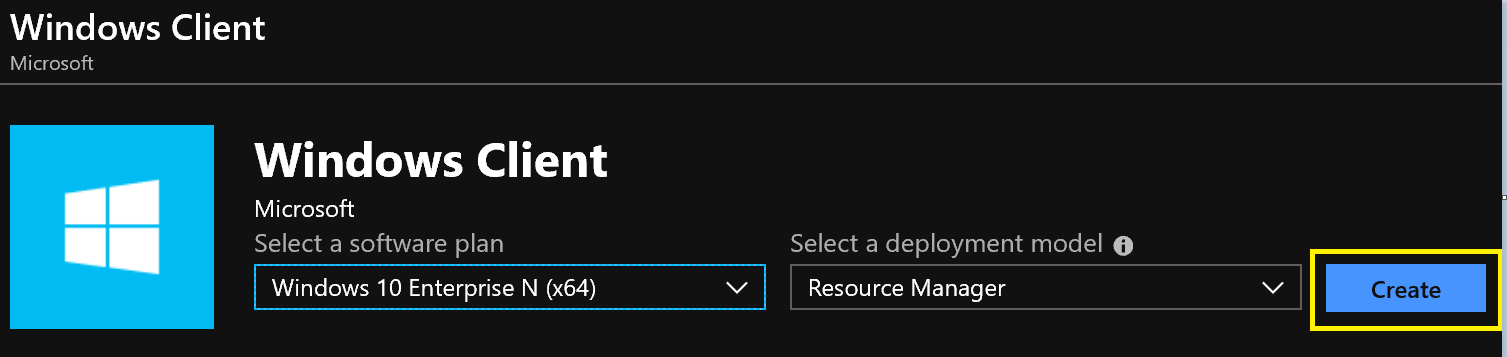 Windows Client
Microsoft
Windows Client
Microsoft
Select a software plan
Select a deployment model
Windows 10 Enterprise N (x64)
Resource Manager
Create